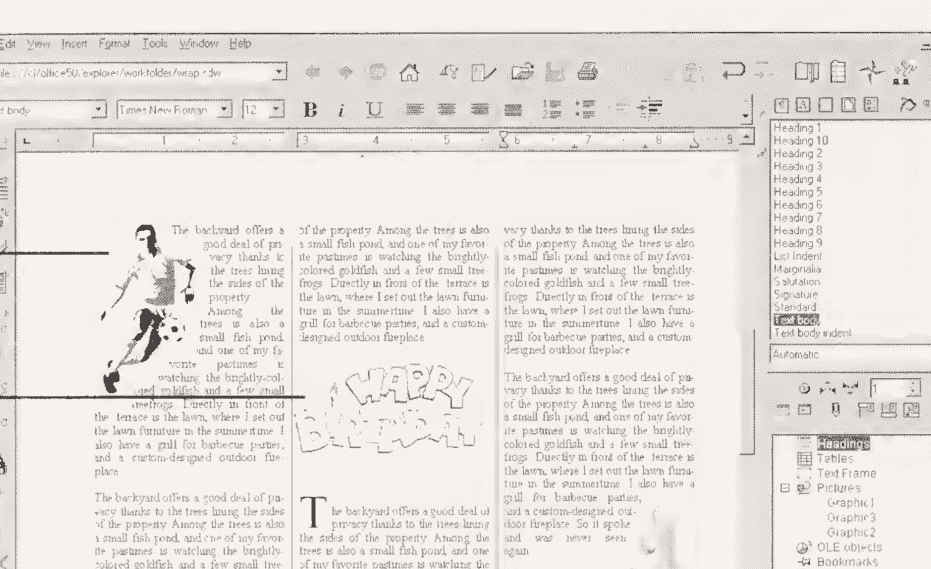 Edit View Insert Format Tools Window Help
Times New Roman
12
B i U
1 2 3 4 5 6 7 8 9
Heading 1
Heading 10
Heading 2
Heading 3
Heading 4
Heading 5
Heading 6
Heading 7
Heading 8
Heading 9
List Indent
Marginalia
Salutation
Signature
Standard
Text body
Text body indent
Automatic
1
Headings
Tables
Text Frame
Pictures
Graphic1
Graphic3
Graphic2
OLE objects
Bookmarks
The backyard offers a
good deal of pri-
vacy thanks to
the trees lining
the sides of the
property
Among the
trees is also a
small fish pond
and one of my fa-
vorite pastimes is
watching the brightly-col-
ored goldfish and a few small
treefrogs. Directly in front of
the terrace is the lawn, where I set out
the lawn furniture in the summertime I
also have a grill for barbecue parties,
and a custom-designed outdoor fire-
place
The backyard offers a good deal of pri-
vacy thanks to the trees lining the sides
of the property Among the trees is also
a small fish pond, and one of my favor-
ite pastimes is watching the brightly-
colored goldfish and a few small tree-
of the property Among the trees is also
a small fish pond, and one of my favor-
ite pastimes is watching the brightly-
colored goldfish and a few small tree-
frogs Directly in front of the terrace is
the lawn, where I set out the lawn furni-
ture in the summertime I also have a
grill for barbecue parties, and a custom-
designed outdoor fireplace
HAPPY
BIRTHDAY
The backyard offers a good deal of
privacy thanks to the trees lining
the sides of the property Among the
trees is also a small fish pond, and one
of my favorite pastimes is watching the
vacy thanks to the trees lining the sides
of the property Among the trees is also
a small fish pond, and one of my favor-
ite pastimes is watching the brightly-
colored goldfish and a few small tree-
frogs Directly in front of the terrace is
the lawn, where I set out the lawn furni-
ture in the summertime I also have a
grill for barbecue parties, and a custom-
designed outdoor fireplace
The backyard offers a good deal of pri-
vacy thanks to the trees lining the sides
of the property Among the trees is also
a small fish pond, and one of my favor-
ite pastimes is watching the brightly-
colored goldfish and a few small tree-
frogs Directly in front of the terrace is
the lawn, where I set out the lawn furni-
ture in the summertime I also have a
grill for barbecue parties,
and a custom-designed out-
door fireplace So it spoke
and was never seen
again